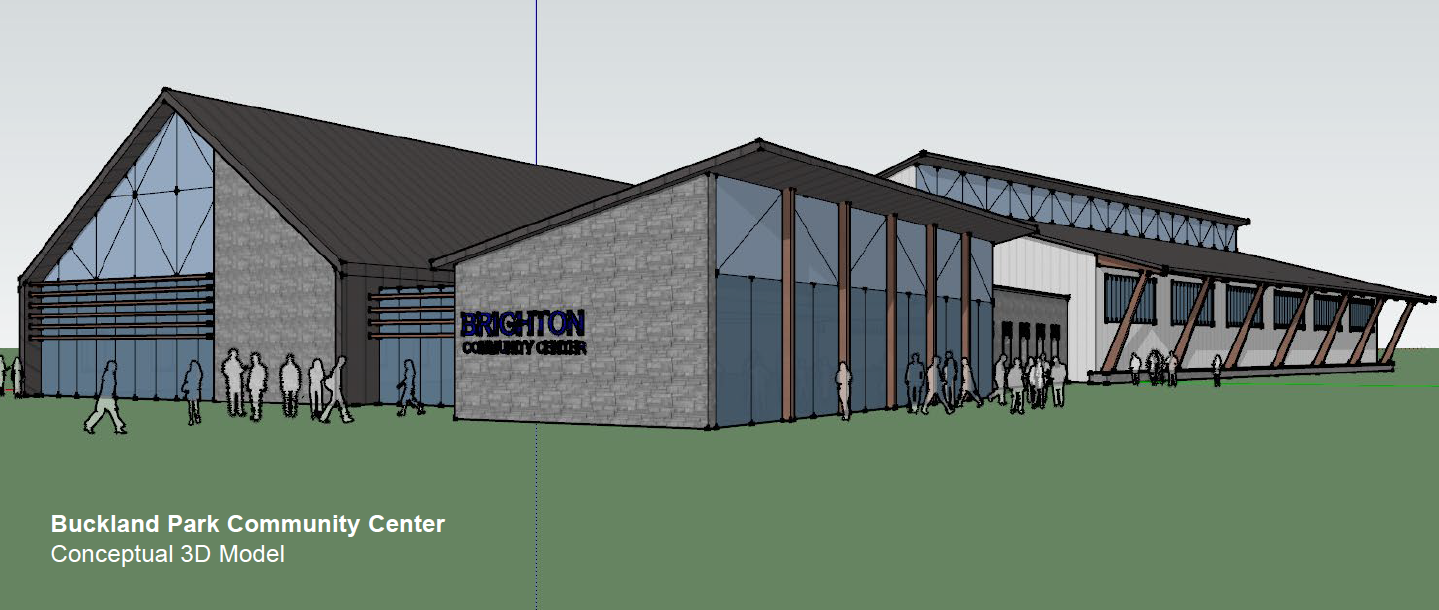 BRIGHTON
COMMUNITY CENTER
Buckland Park Community Center
Conceptual 3D Model